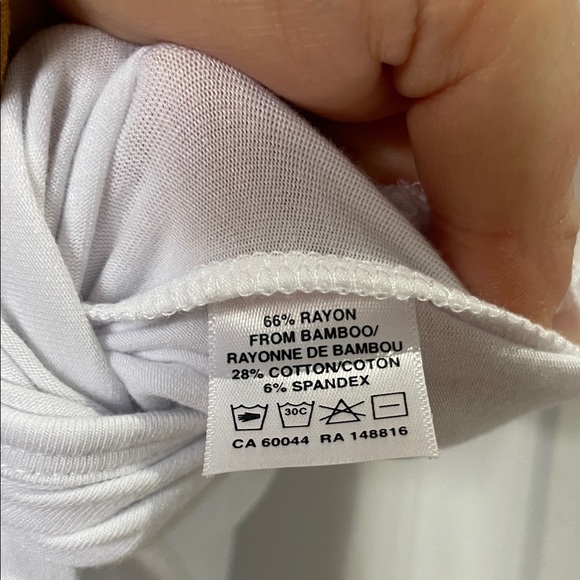 66% RAYON
FROM BAMBOO/
RAYONNE DE BAMBOU
28% COTTON/COTON
6% SPANDEX
30C
CA 60044 RA 148816